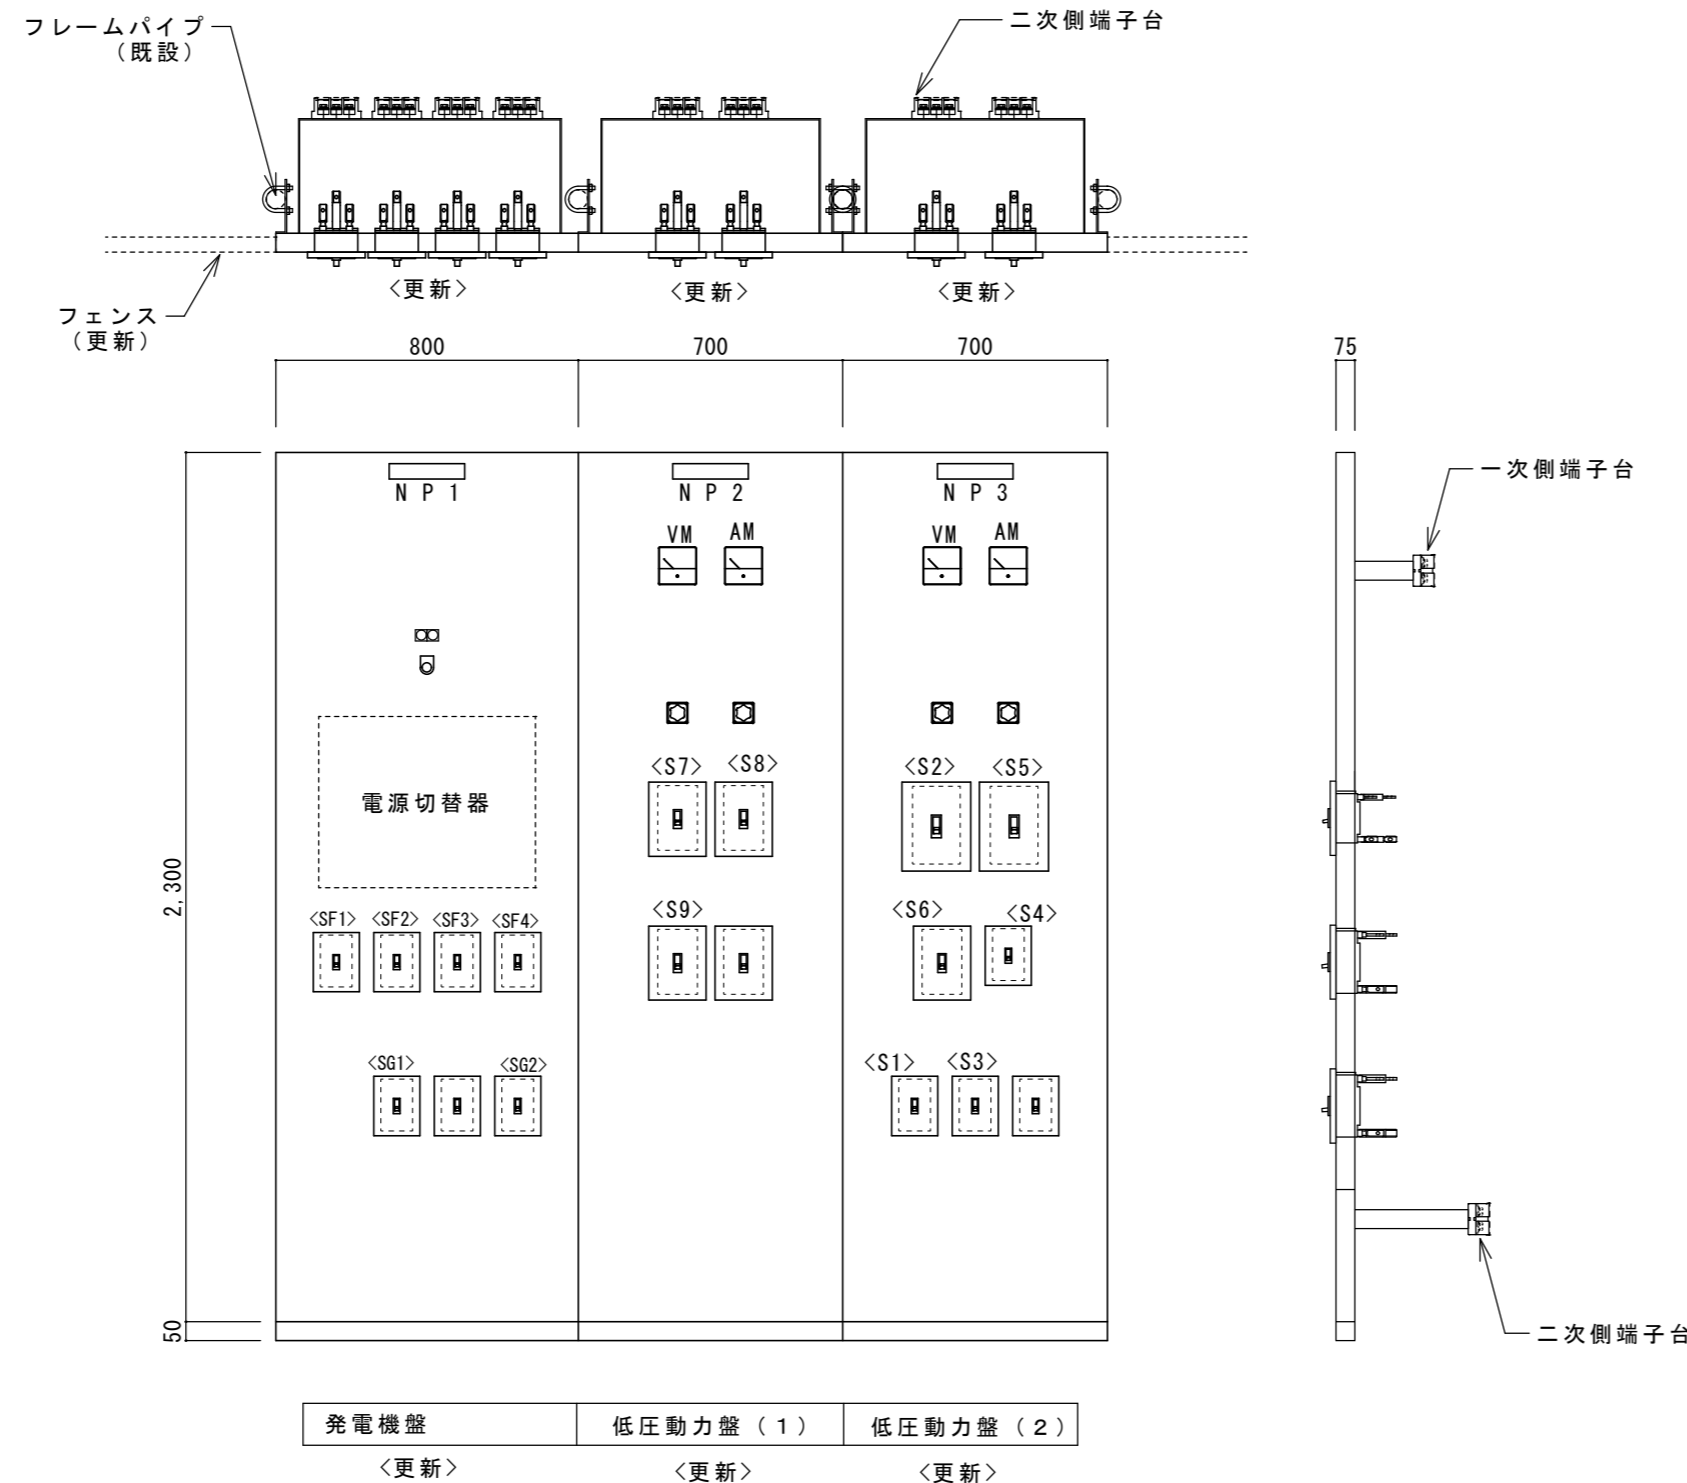 フレームパイプ
（既設）
二次側端子台
<更新>
<更新>
<更新>
フェンス
（更新）
800
700
700
75
一次側端子台
NP1
NP2
NP3
VM
AM
VM
AM
<S7>
<S8>
<S2>
<S5>
電源切替器
2,300
<SF1>
<SF2>
<SF3>
<SF4>
<S9>
<S6>
<S4>
<SG1>
<SG2>
<S1>
<S3>
50
二次側端子台
発電機盤
低圧動力盤（１）
低圧動力盤（２）
<更新>
<更新>
<更新>